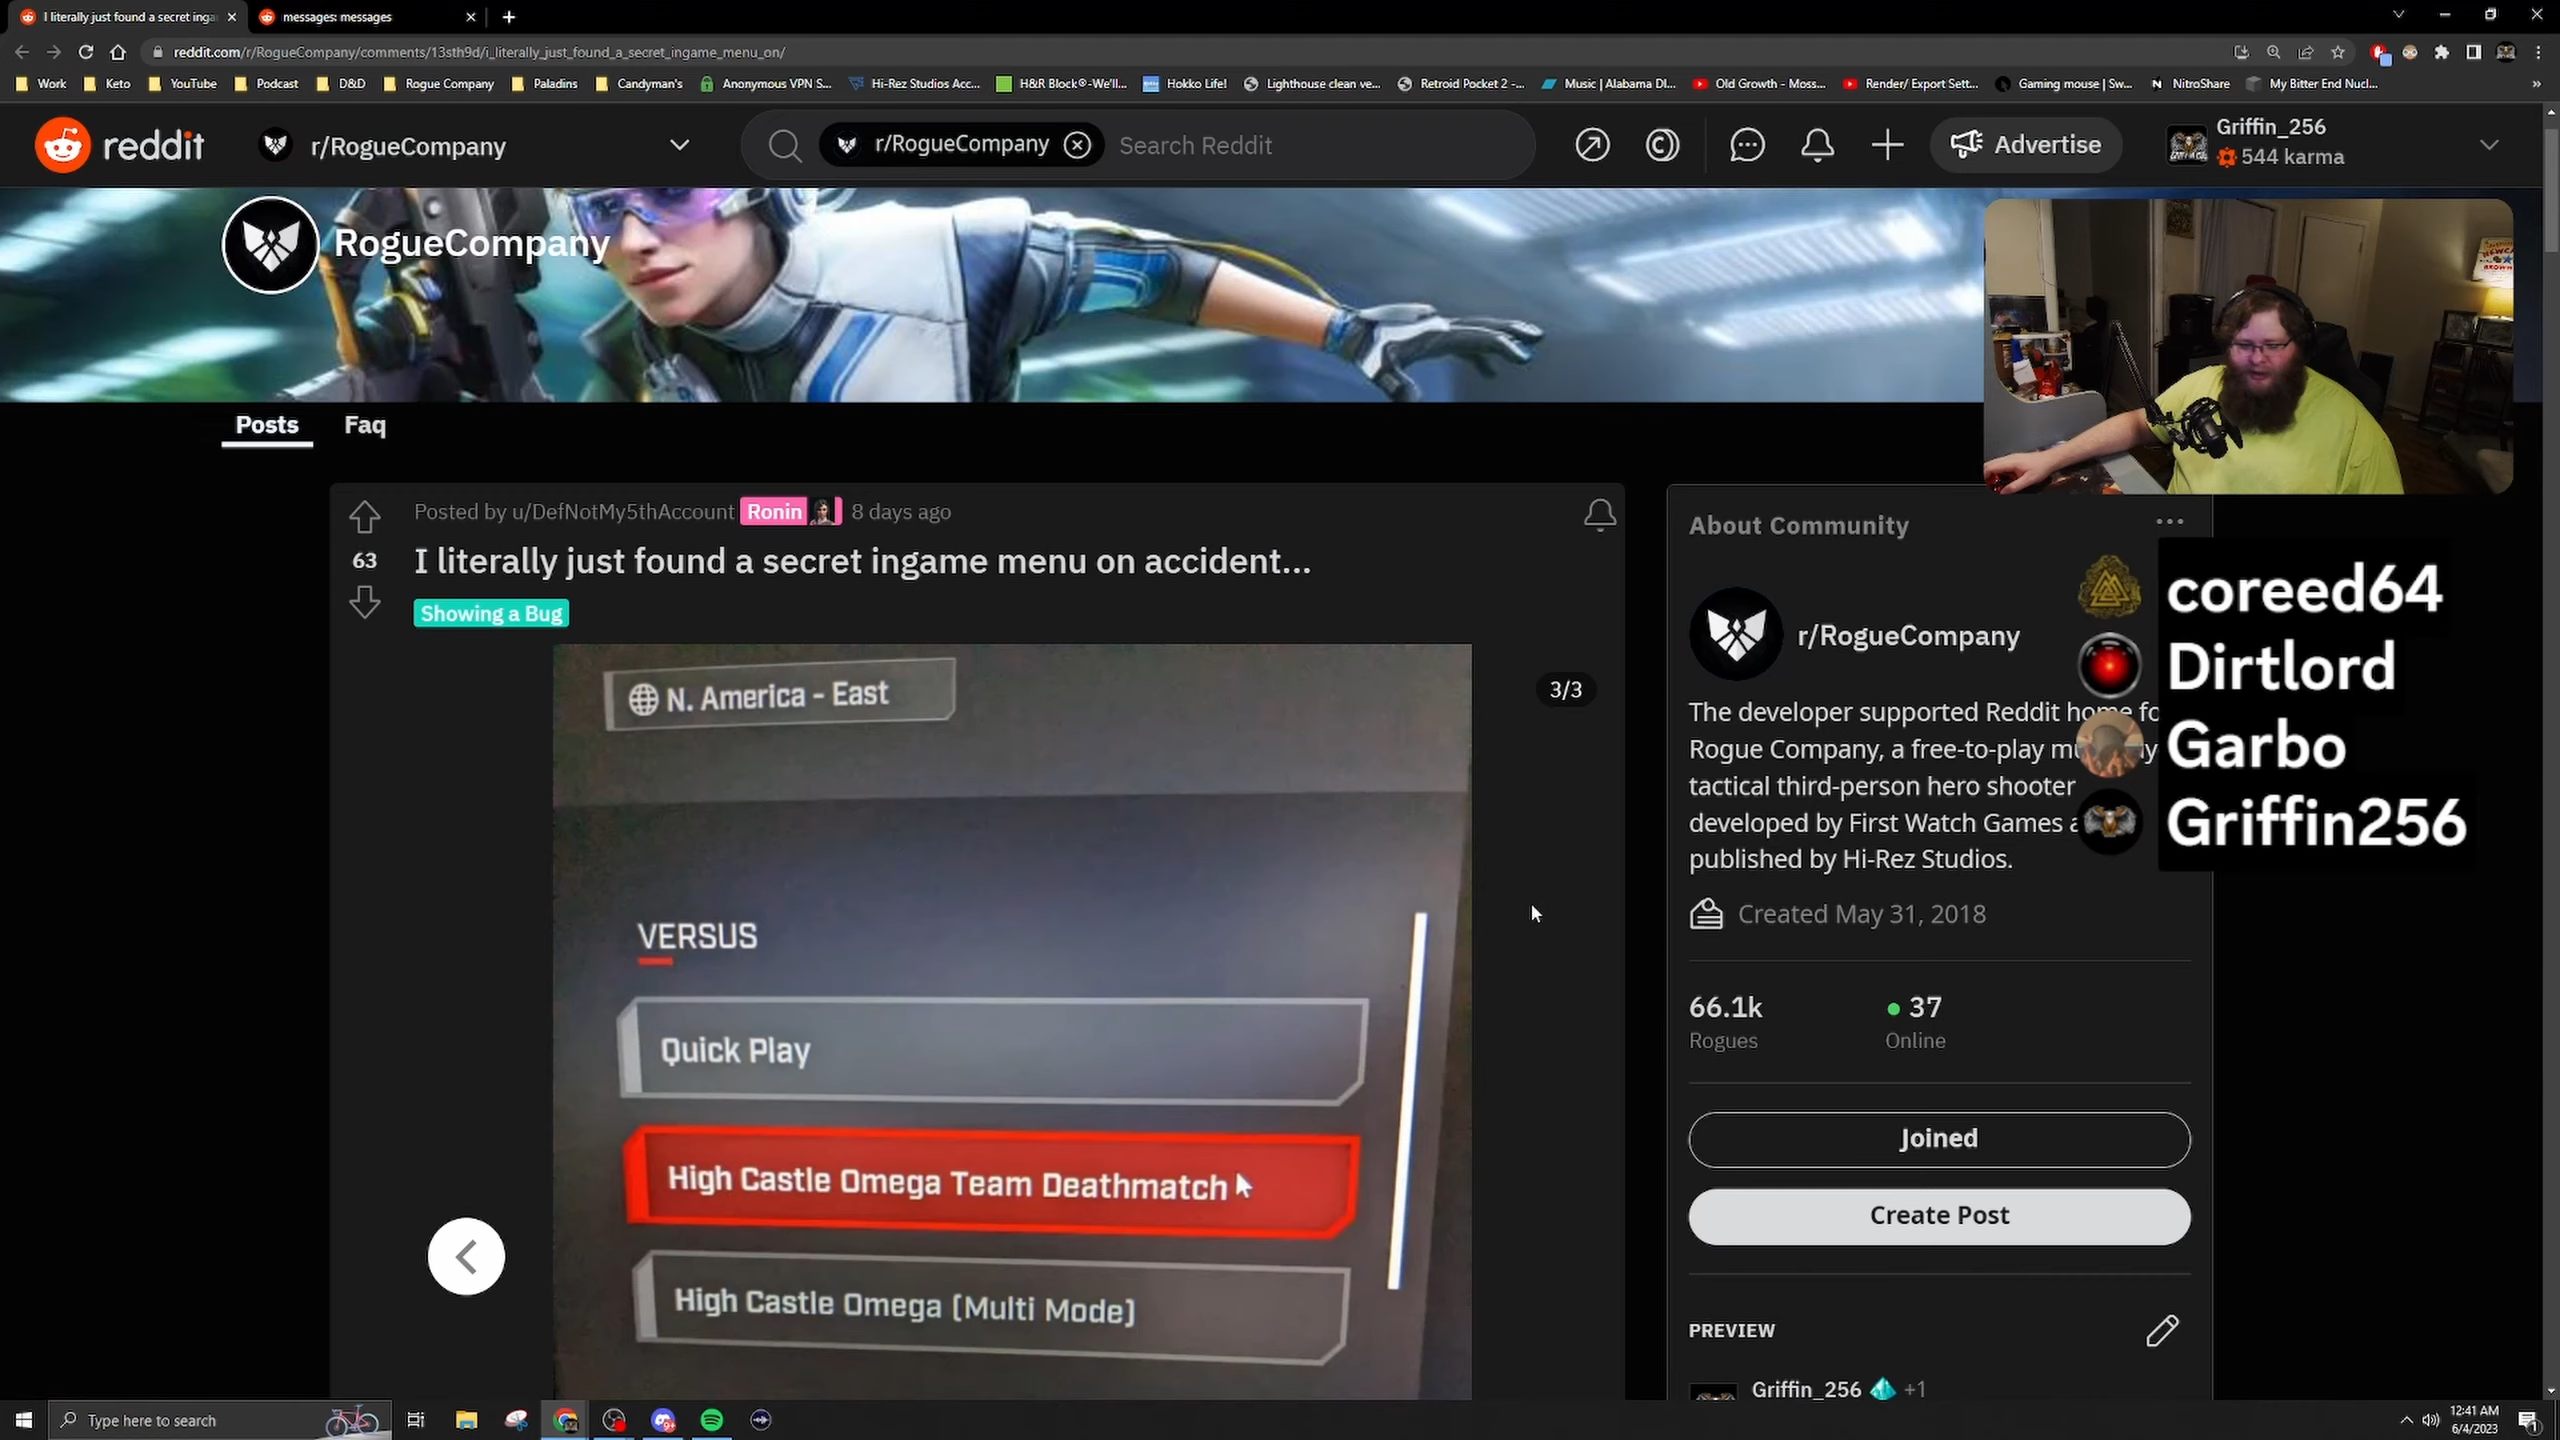 I literally just found a secret inga
messages: messages
reddit.com/r/RogueCompany/comments/13sth9d/i_literally_just_found_a_secret_ingame_menu_on/
Work
Keto
YouTube
Podcast
D&D
Rogue Company
Paladins
Candyman's
Anonymous VPN S...
Hi-Rez Studios Acc...
H&R Block®-We'll...
Hokko Life!
Lighthouse clean ve...
Retroid Pocket 2 -...
Music | Alabama DI...
Old Growth - Moss...
Render/ Export Sett...
Gaming mouse | Sw...
NitroShare
My Bitter End Nucl...
reddit
r/RogueCompany
r/RogueCompany
Search Reddit
Advertise
Griffin_256
544 karma
RogueCompany
Posts
Faq
Posted by u/DefNotMy5thAccount Ronin 8 days ago
63
I literally just found a secret ingame menu on accident...
Showing a Bug
3/3
N. America - East
VERSUS
Quick Play
High Castle Omega Team Deathmatch
High Castle Omega [Multi Mode]
About Community
r/RogueCompany
The developer supported Reddit home fo
Rogue Company, a free-to-play mu
tactical third-person hero shooter
developed by First Watch Games a
published by Hi-Rez Studios.
Created May 31, 2018
66.1k
Rogues
37
Online
Joined
Create Post
PREVIEW
Griffin_256 +1
coreed64
Dirtlord
Garbo
Griffin256
Type here to search
12:41 AM
6/4/2023